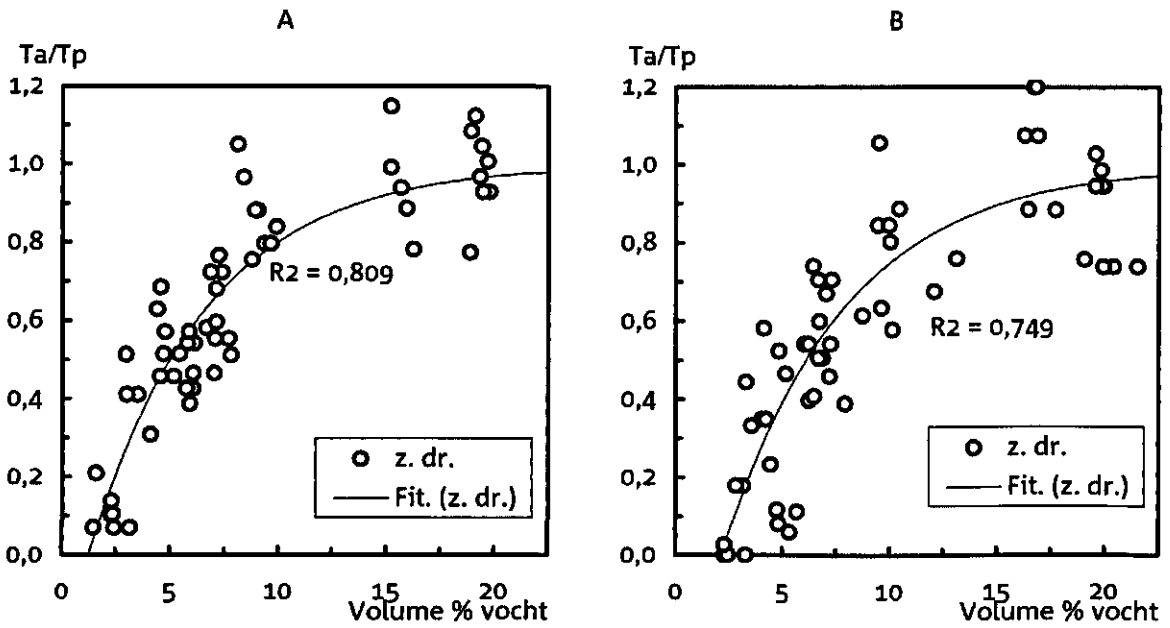 A
Ta/Tp
1,2
1,0
0,8
0,6
0,4
0,2
0,0
R2 = 0,809
z. dr.
Fit. (z. dr.)
0 5 10 15 20
Volume % vocht
B
Ta/Tp
1,2
1,0
0,8
0,6
0,4
0,2
0,0
R2 = 0,749
z. dr.
Fit. (z. dr.)
0 5 10 15 20
Volume % vocht